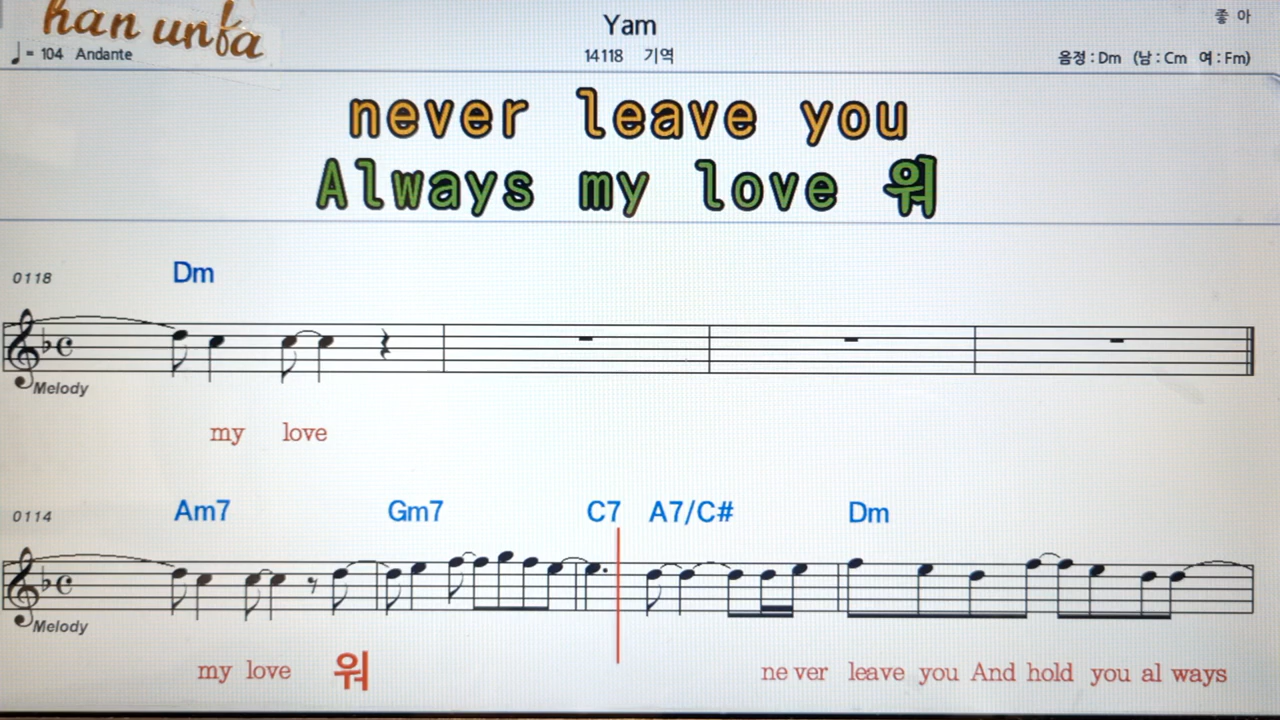 han unfa
Yam
좋 아
♩= 104 Andante
14118 기역
음정 : Dm (남 : Cm 여 : Fm)
never leave you
Always my love 워
0118
Dm
Melody
my love
0114
Am7 Gm7 C7 A7/C# Dm
Melody
my love 워 ne ver leave you And hold you al ways